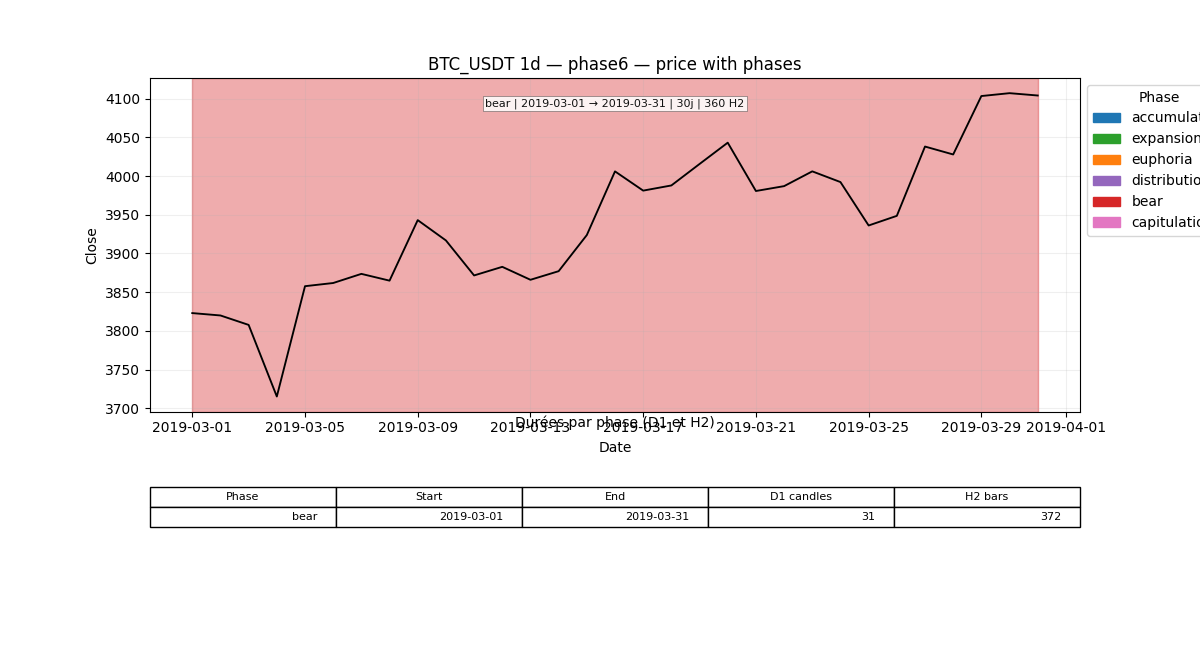 BTC_USDT 1d — phase6 — price with phases
bear | 2019-03-01 → 2019-03-31 | 30j | 360 H2
Close
4100
4050
4000
3950
3900
3850
3800
3750
3700
Phase
accumulat
expansion
euphoria
distributio
bear
capitulatio
Durées par phase (D1 et H2)
2019-03-01 2019-03-05 2019-03-09 2019-03-13 2019-03-17 2019-03-21 2019-03-25 2019-03-29 2019-04-01
Date
Phase Start End D1 candles H2 bars
bear 2019-03-01 2019-03-31 31 372